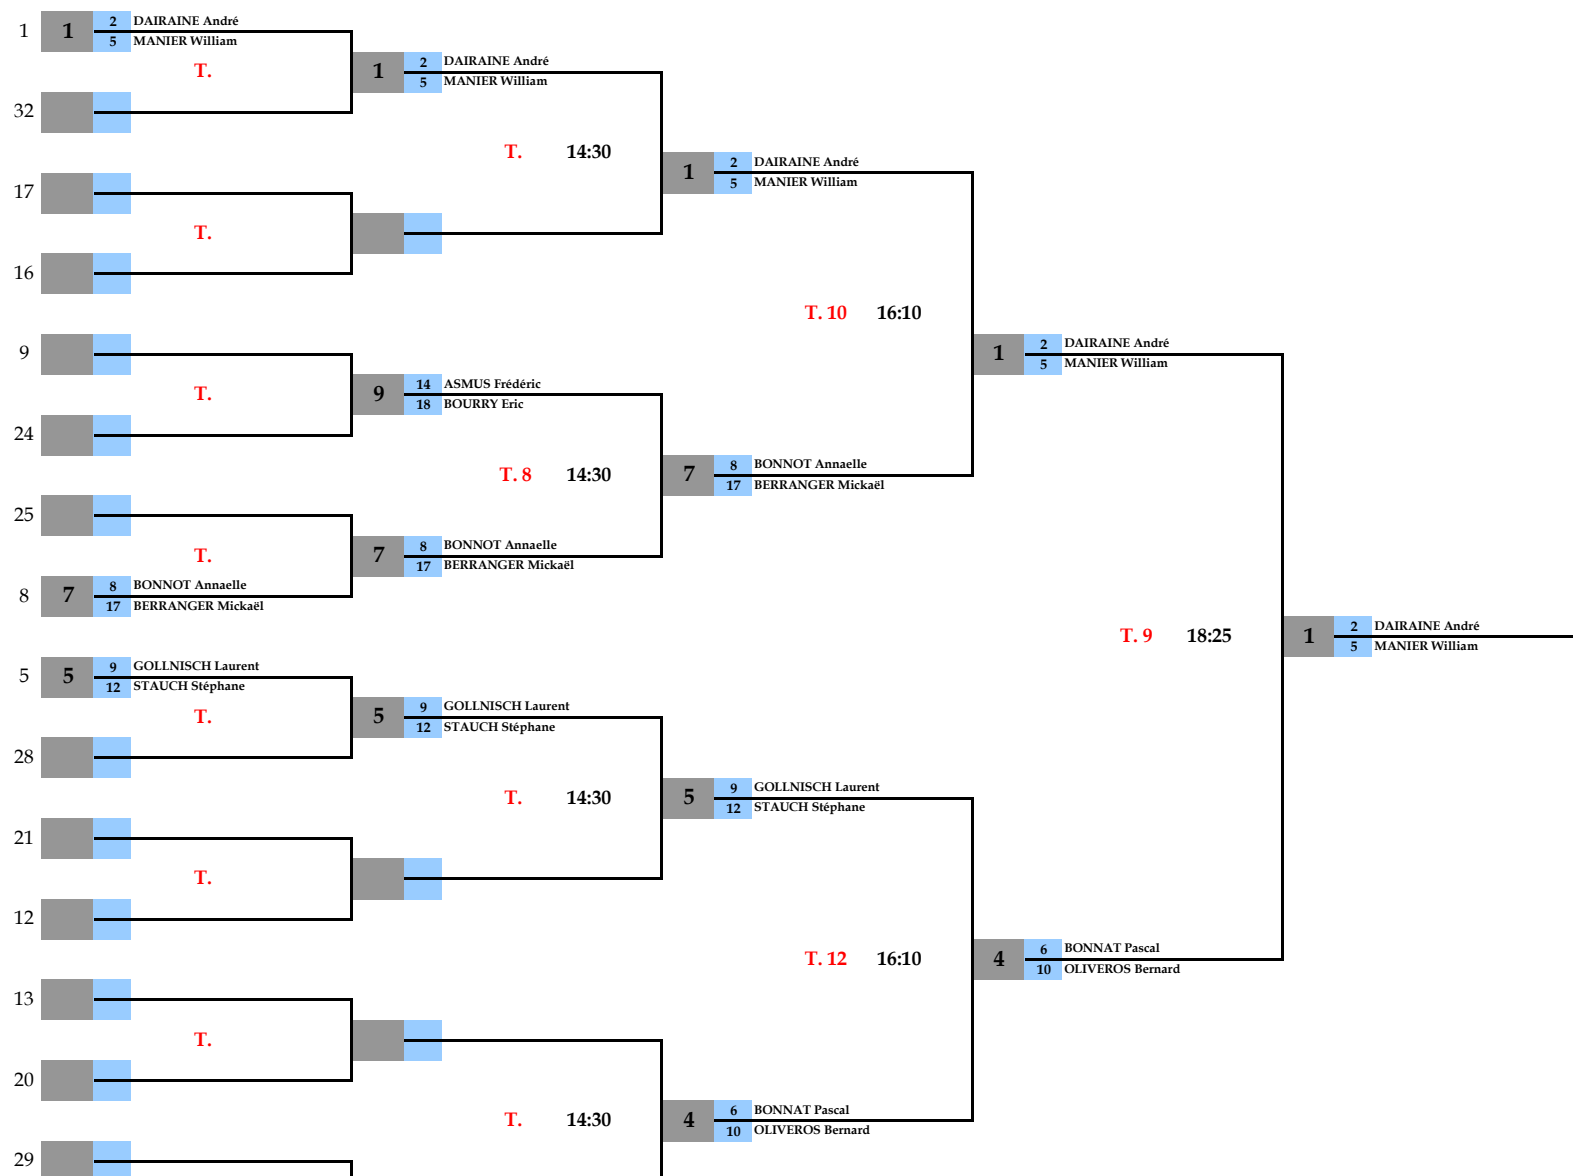 1 1 2 DAIRAINE André
5 MANIER William
T.
1 2 DAIRAINE André
5 MANIER William
32
T. 14:30
1 2 DAIRAINE André
5 MANIER William
17
T.
16
T. 10 16:10
1 2 DAIRAINE André
5 MANIER William
9
T.
9 14 ASMUS Frédéric
18 BOURRY Eric
24
T. 8 14:30
7 8 BONNOT Annaelle
17 BERRANGER Mickaël
25
T.
7 8 BONNOT Annaelle
17 BERRANGER Mickaël
8 7 8 BONNOT Annaelle
17 BERRANGER Mickaël
T. 9 18:25
1 2 DAIRAINE André
5 MANIER William
5 5 9 GOLLNISCH Laurent
12 STAUCH Stéphane
T.
5 9 GOLLNISCH Laurent
12 STAUCH Stéphane
28
T. 14:30
5 9 GOLLNISCH Laurent
12 STAUCH Stéphane
21
T.
12
T. 12 16:10
4 6 BONNAT Pascal
10 OLIVEROS Bernard
13
T.
20
T. 14:30
4 6 BONNAT Pascal
10 OLIVEROS Bernard
29